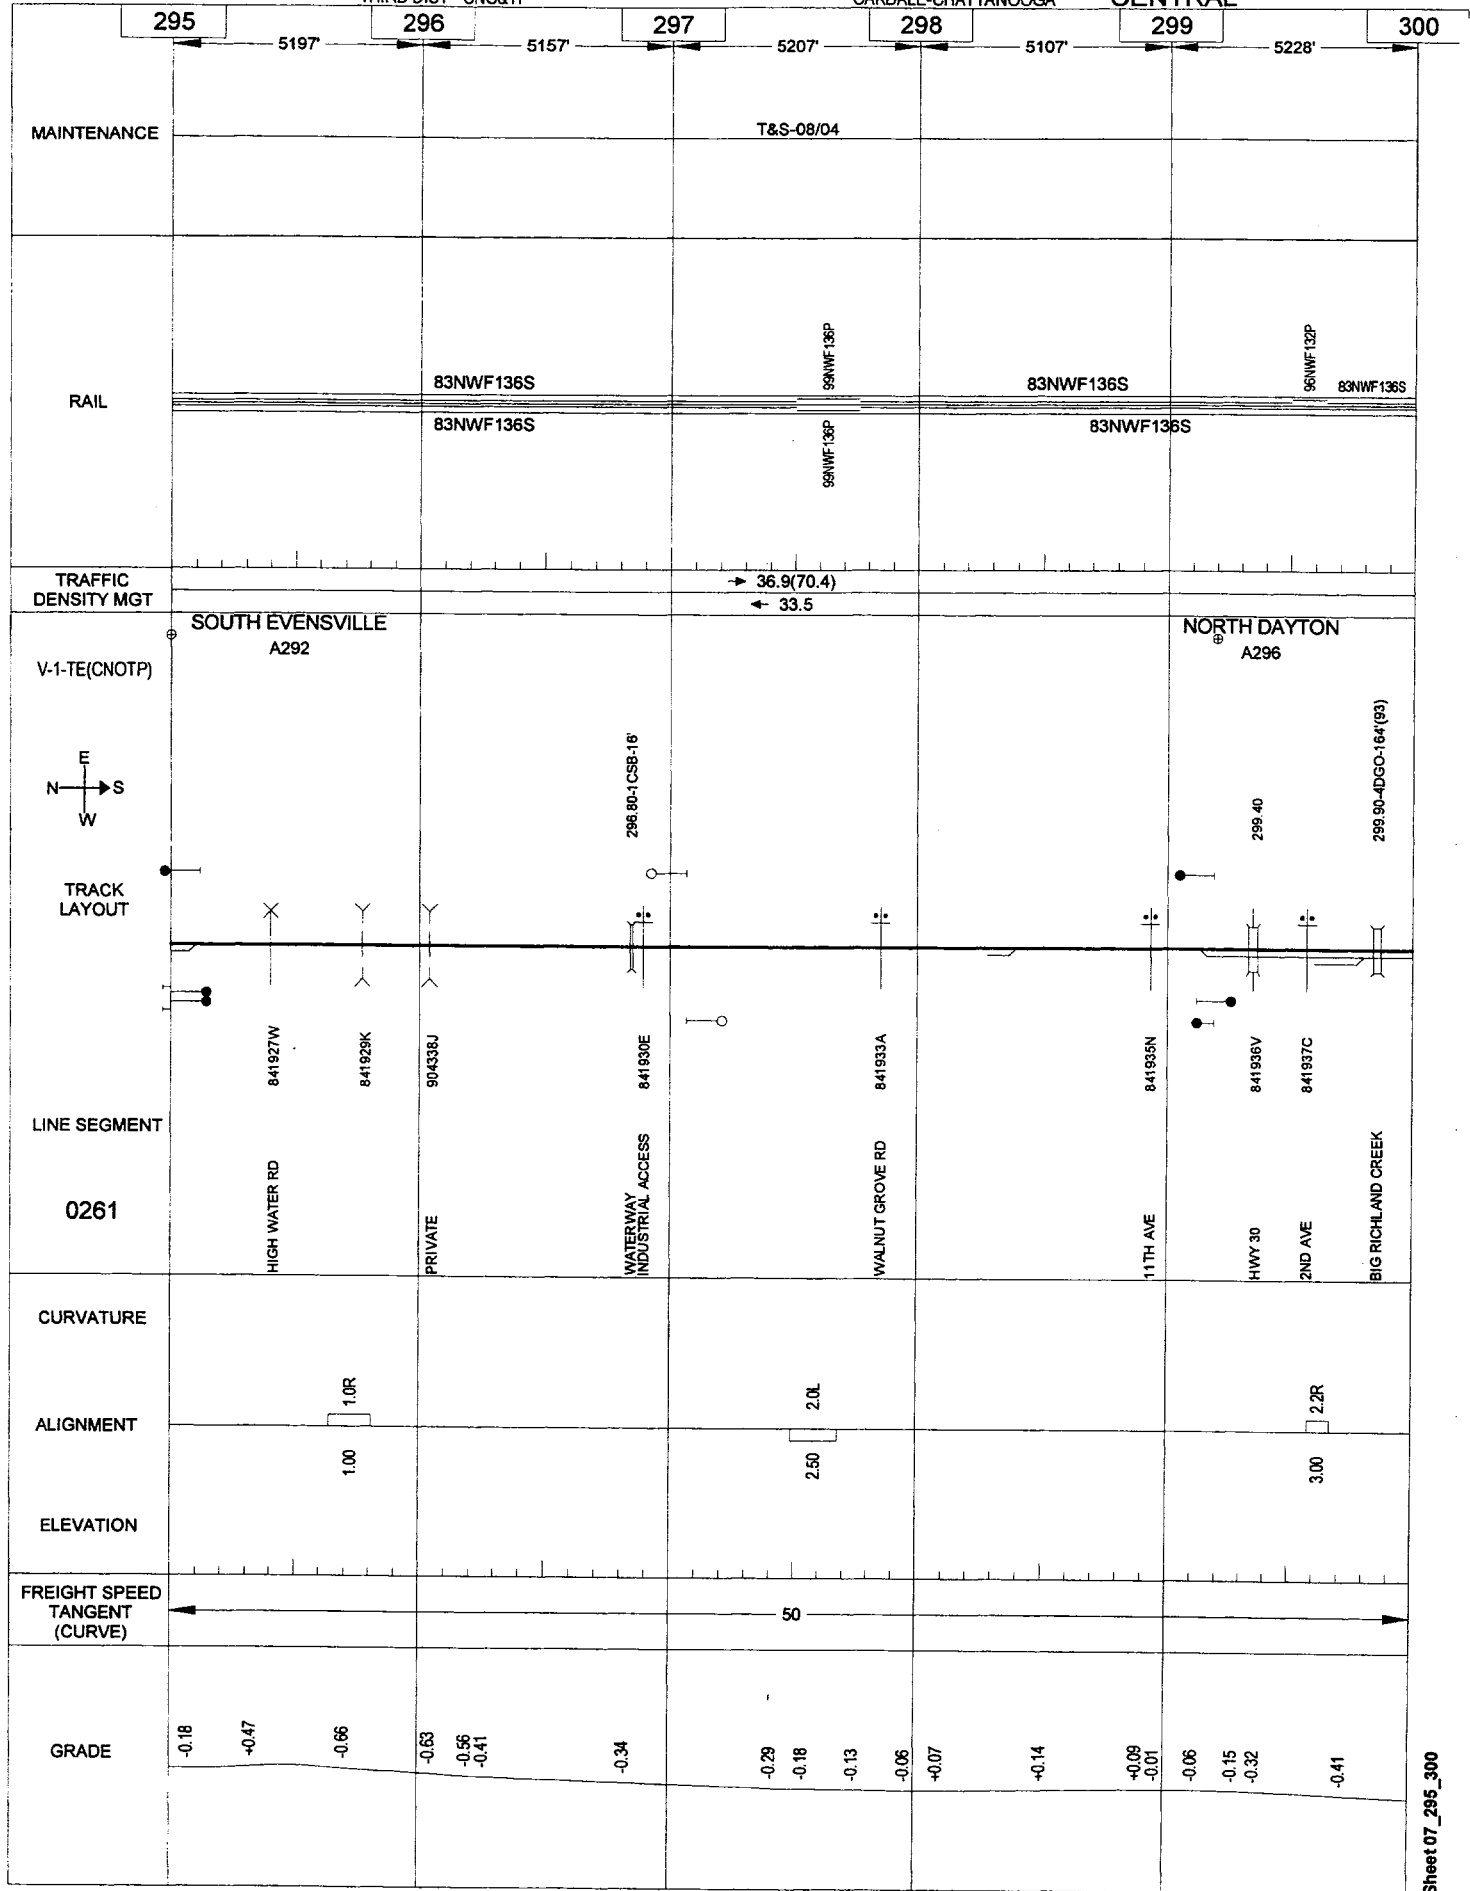 CENTRAL
295 296 297 298 299 300
5197' 5157' 5207' 5107' 5228'
MAINTENANCE
T&S-08/04
RAIL
83NWF136S
83NWF136S
99NWF136P
99NWF136P
83NWF136S
83NWF136S
96NWF132P
83NWF136S
TRAFFIC
DENSITY MGT
36.9(70.4)
33.5
SOUTH EVENSVILLE
A292
NORTH DAYTON
A296
V-1-TE(CNOTP)
E
N S
W
TRACK
LAYOUT
296.80-1CSB-16'
299.40
299.90-4DGO-164'(93)
841927W
841929K
904338J
841930E
841933A
841935N
841936V
841937C
LINE SEGMENT
0261
HIGH WATER RD
PRIVATE
WATERWAY
INDUSTRIAL ACCESS
WALNUT GROVE RD
11TH AVE
HWY 30
2ND AVE
BIG RICHLAND CREEK
CURVATURE
1.0R
2.0L
2.2R
ALIGNMENT
1.00
2.50
3.00
ELEVATION
FREIGHT SPEED
TANGENT
(CURVE)
50
GRADE
-0.18
+0.47
-0.66
-0.63
-0.56
-0.41
-0.34
-0.29
-0.18
-0.13
-0.06
+0.07
+0.14
+0.09
-0.01
-0.06
-0.15
-0.32
-0.41
Sheet 07_295_300